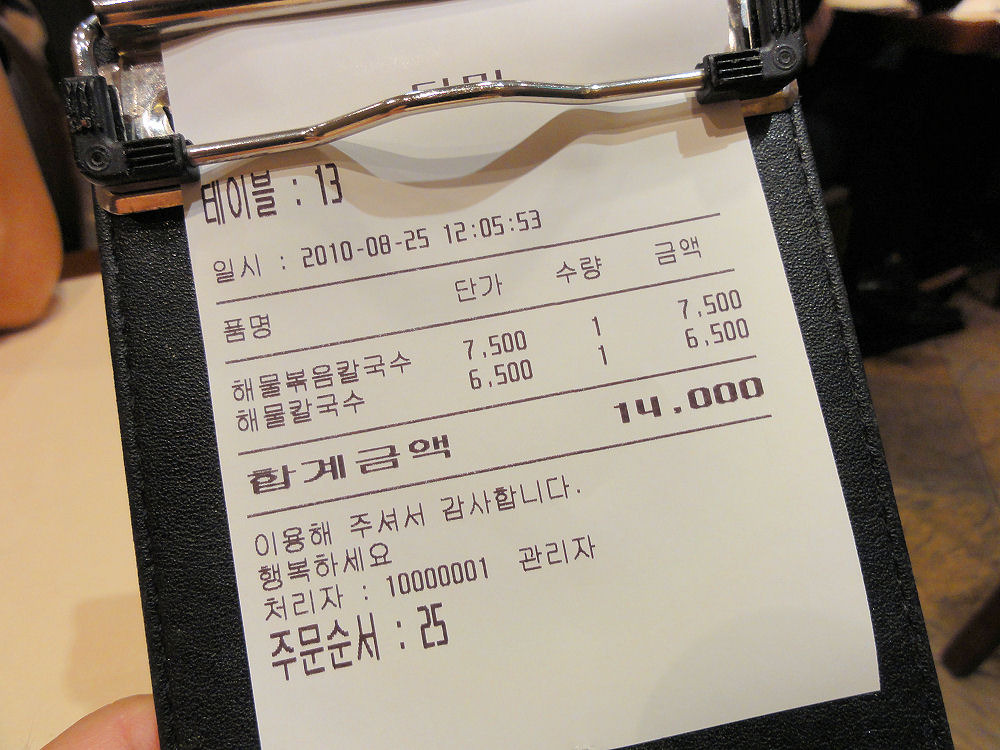 테이블 : 13
일시 : 2010-08-25 12:05:53
품명 단가 수량 금액
해물볶음칼국수 7,500 1 7,500
해물칼국수 6,500 1 6,500
합계금액 14,000
이용해 주셔서 감사합니다.
행복하세요
처리자 : 10000001 관리자
주문순서 : 25